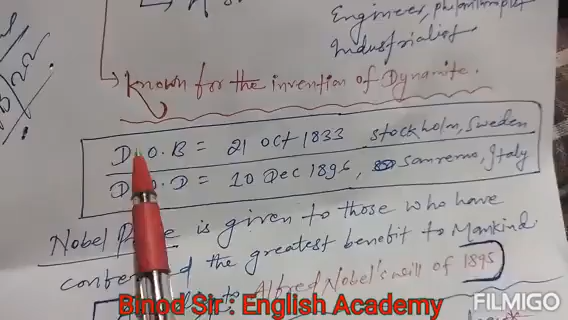 Engineer, philanthropist
Industrialist
Known for the invention of Dynamite.
D.O.B = 21 Oct 1833 Stockholm, Sweden
D.O.D = 10 Dec 1896, Sanremo, Italy
Nobel Prize is given to those who have
conferred the greatest benefit to Mankind.
to Alfred Nobel's will of 1895
Binod Sir : English Academy
FILMIGO